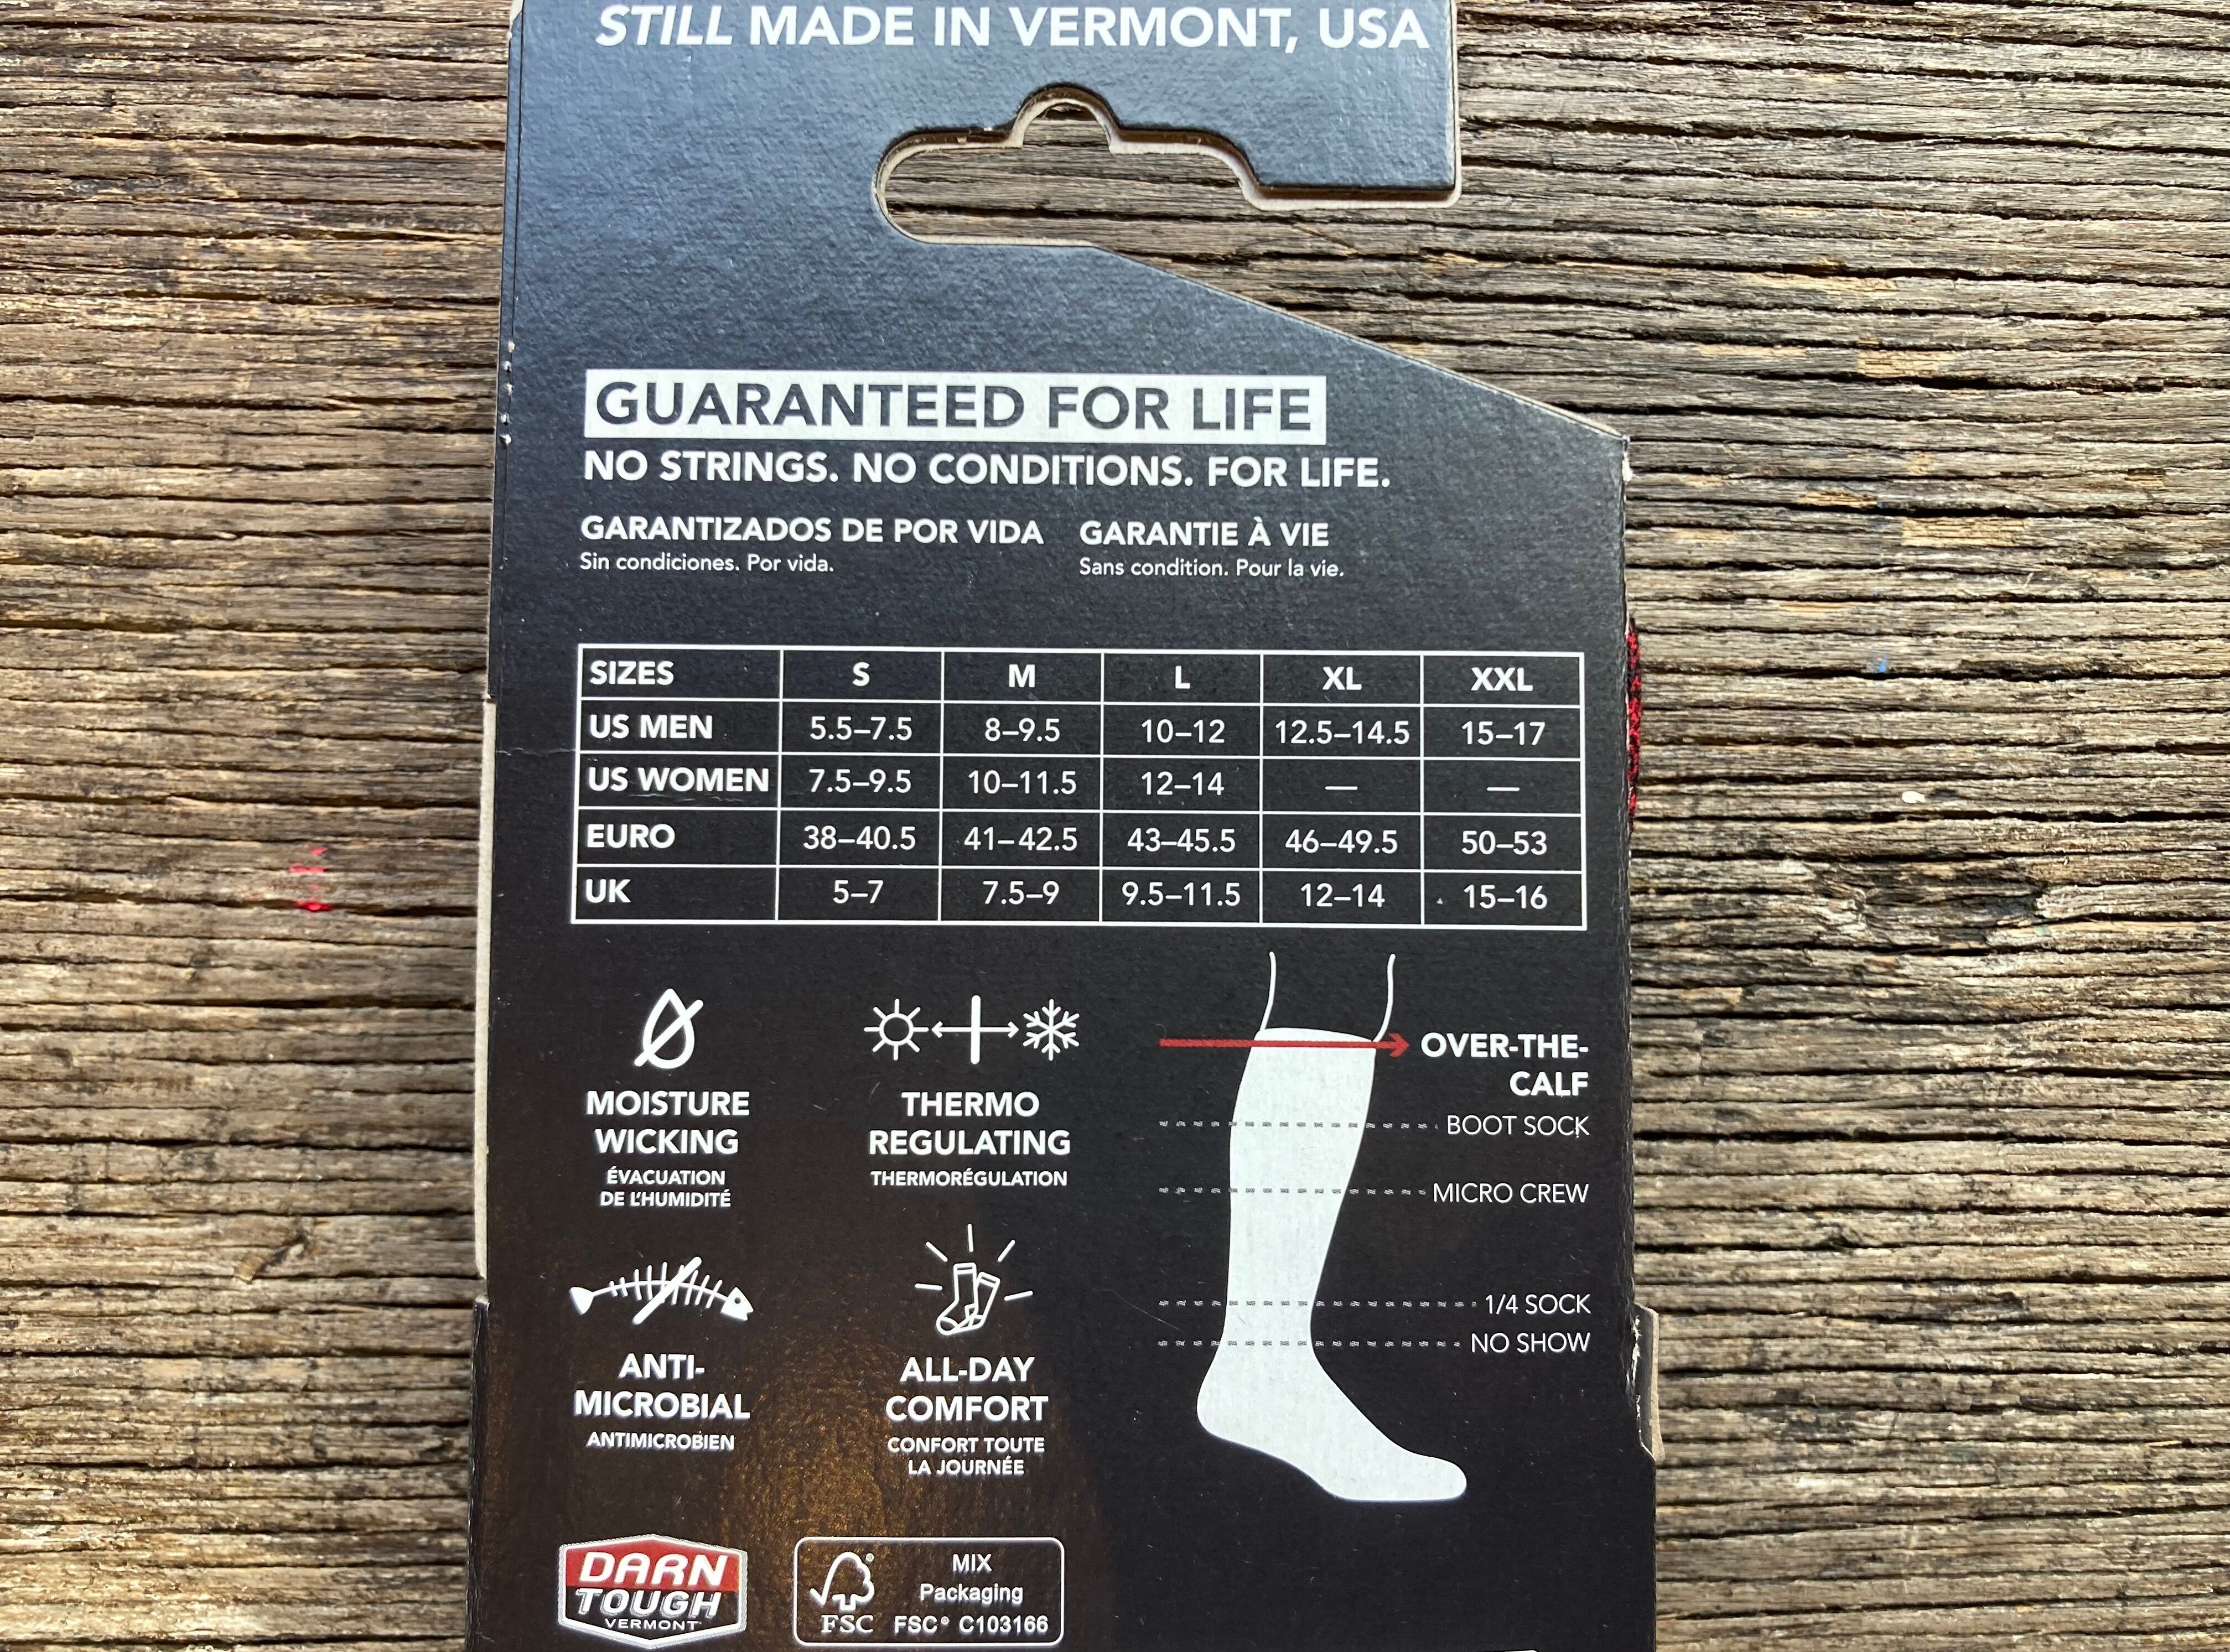 STILL MADE IN VERMONT, USA
GUARANTEED FOR LIFE
NO STRINGS. NO CONDITIONS. FOR LIFE.
GARANTIZADOS DE POR VIDA
Sin condiciones. Por vida.
GARANTIE À VIE
Sans condition. Pour la vie.
SIZES S M L XL XXL
US MEN 5.5–7.5 8–9.5 10–12 12.5–14.5 15–17
US WOMEN 7.5–9.5 10–11.5 12–14 — —
EURO 38–40.5 41–42.5 43–45.5 46–49.5 50–53
UK 5–7 7.5–9 9.5–11.5 12–14 15–16
MOISTURE
WICKING
ÉVACUATION
DE L'HUMIDITÉ
THERMO
REGULATING
THERMORÉGULATION
ANTI-
MICROBIAL
ANTIMICROBIEN
ALL-DAY
COMFORT
CONFORT TOUTE
LA JOURNÉE
OVER-THE-
CALF
BOOT SOCK
MICRO CREW
1/4 SOCK
NO SHOW
DARN
TOUGH
VERMONT
FSC
MIX
Packaging
FSC® C103166